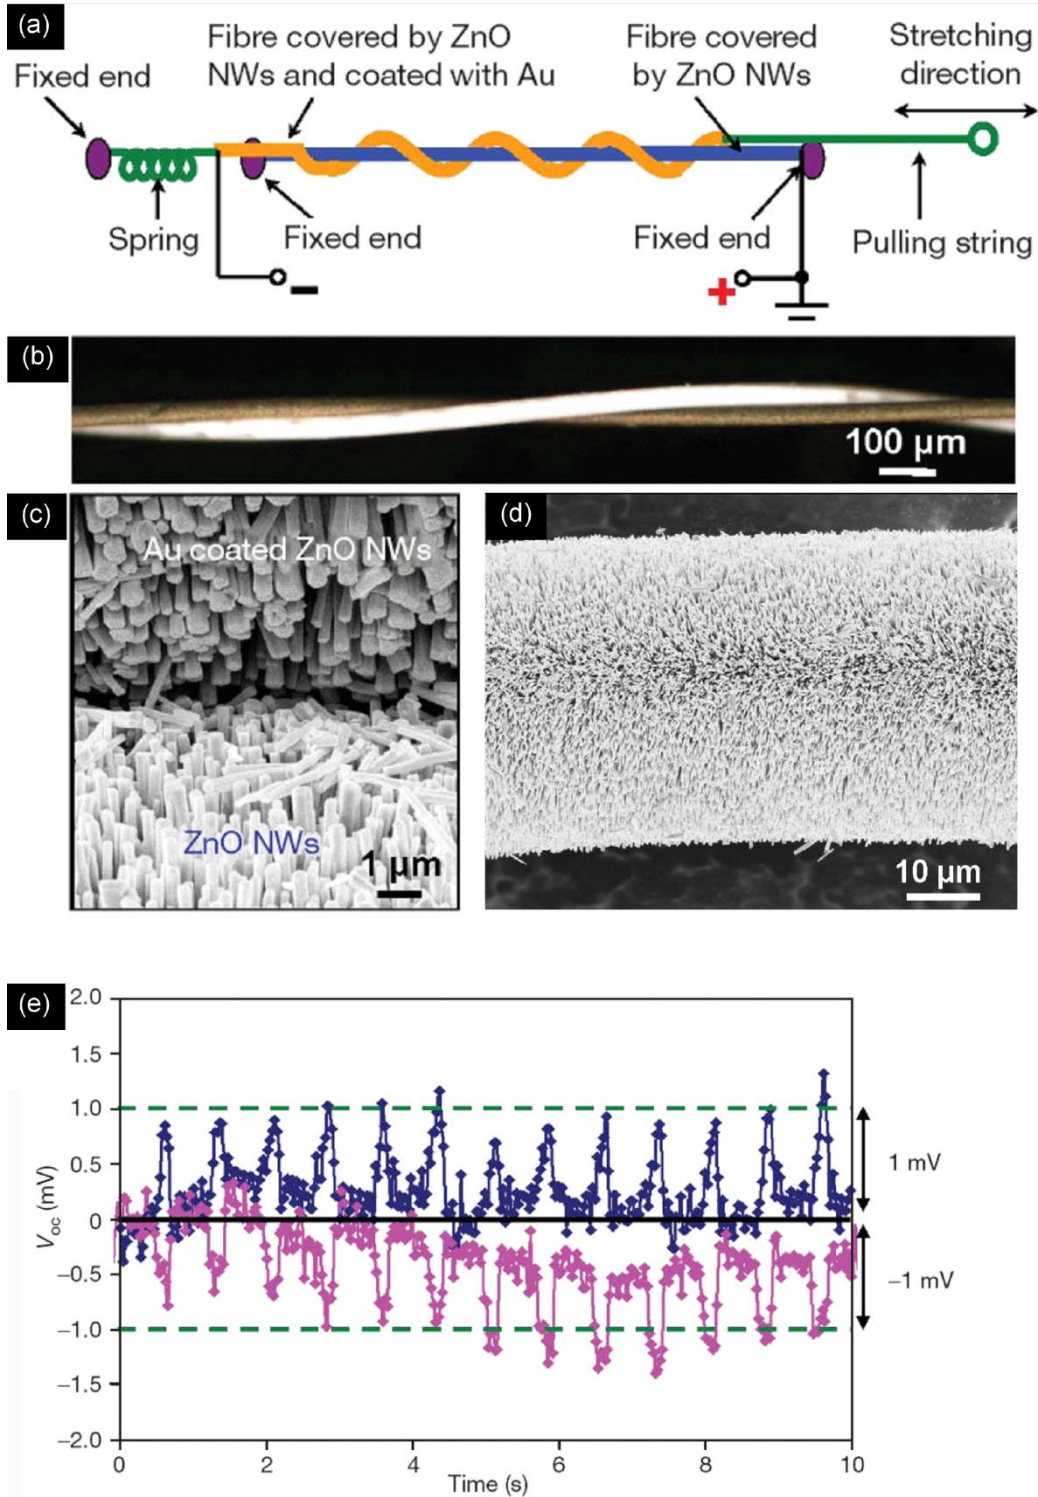 (a)
Fibre covered by ZnO
NWs and coated with Au
Fibre covered
by ZnO NWs
Stretching
direction
Fixed end
Spring
Fixed end
Fixed end
Pulling string
−
+
(b)
100 µm
(c)
Au coated ZnO NWs
ZnO NWs
1 µm
(d)
10 µm
(e)
2.0
1.5
1.0
0.5
0
−0.5
−1.0
−1.5
−2.0
Voc (mV)
1 mV
−1 mV
0
2
4
6
8
10
Time (s)